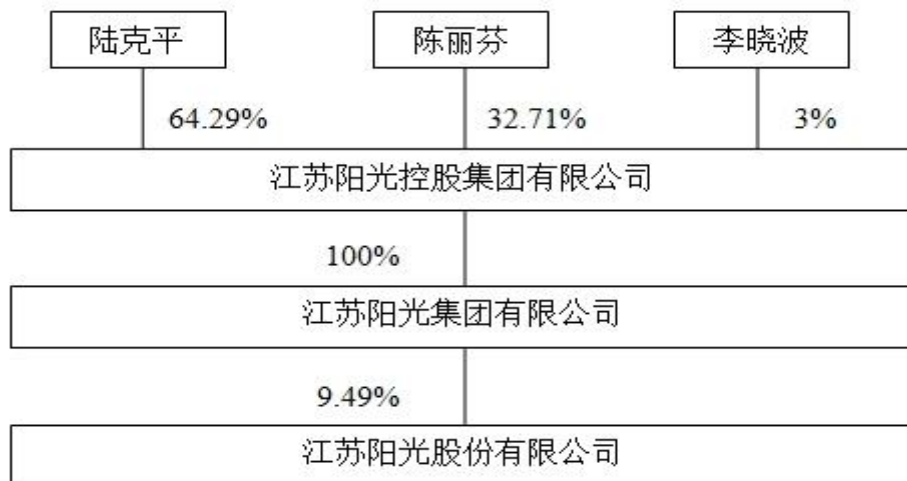 陆克平 陈丽芬 李晓波
64.29% 32.71% 3%
江苏阳光控股集团有限公司
100%
江苏阳光集团有限公司
9.49%
江苏阳光股份有限公司